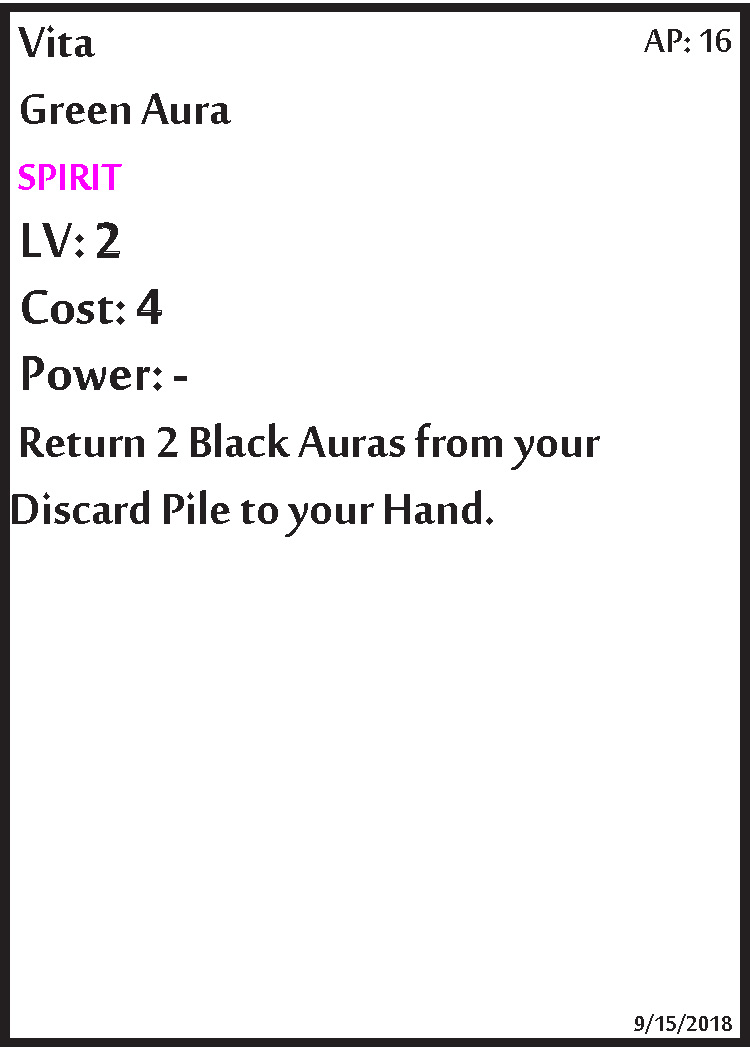 Vita
AP: 16
Green Aura
SPIRIT
LV: 2
Cost: 4
Power: -
Return 2 Black Auras from your
Discard Pile to your Hand.
9/15/2018